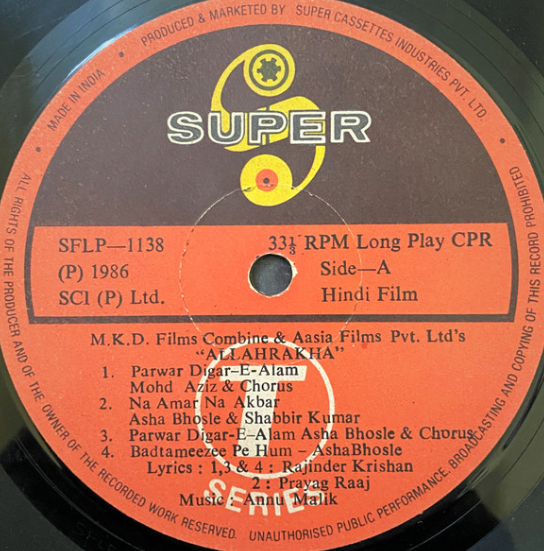 MADE IN INDIA • PRODUCED & MARKETED BY SUPER CASSETTES INDUSTRIES PVT. LTD. •
SUPER
SFLP—1138
33⅓ RPM Long Play CPR
(P) 1986
Side—A
SCI (P) Ltd.
Hindi Film
M.K.D. Films Combine & Aasia Films Pvt. Ltd's
"ALLAHRAKHA"
1. Parwar Digar-E-Alam
Mohd Aziz & Chorus
2. Na Amar Na Akbar
Asha Bhosle & Shabbir Kumar
3. Parwar Digar-E-Alam Asha Bhosle & Chorus
4. Badtameezee Pe Hum – AshaBhosle
Lyrics : 1,3 & 4 : Rajinder Krishan
2 : Prayag Raaj
Music : Annu Malik
T
SERIES
ALL RIGHTS OF THE PRODUCER AND OF THE OWNER OF THE RECORDED WORK RESERVED. UNAUTHORISED PUBLIC PERFORMANCE, BROADCASTING AND COPYING OF THIS RECORD PROHIBITED